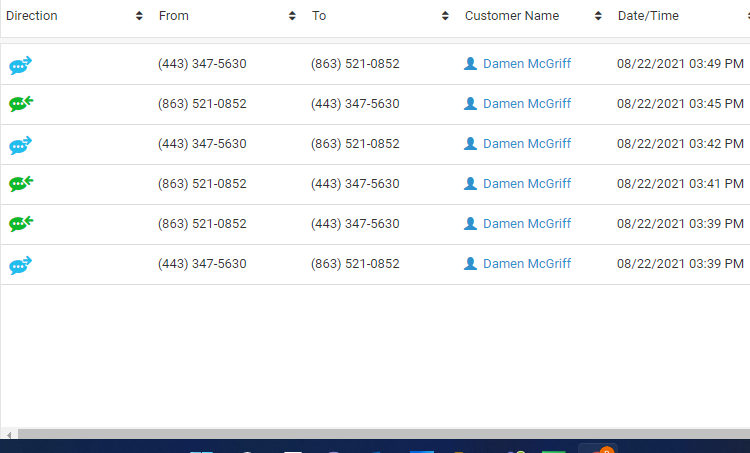 Direction From To Customer Name Date/Time
(443) 347-5630 (863) 521-0852 Damen McGriff 08/22/2021 03:49 PM
(863) 521-0852 (443) 347-5630 Damen McGriff 08/22/2021 03:45 PM
(443) 347-5630 (863) 521-0852 Damen McGriff 08/22/2021 03:42 PM
(863) 521-0852 (443) 347-5630 Damen McGriff 08/22/2021 03:41 PM
(863) 521-0852 (443) 347-5630 Damen McGriff 08/22/2021 03:39 PM
(443) 347-5630 (863) 521-0852 Damen McGriff 08/22/2021 03:39 PM